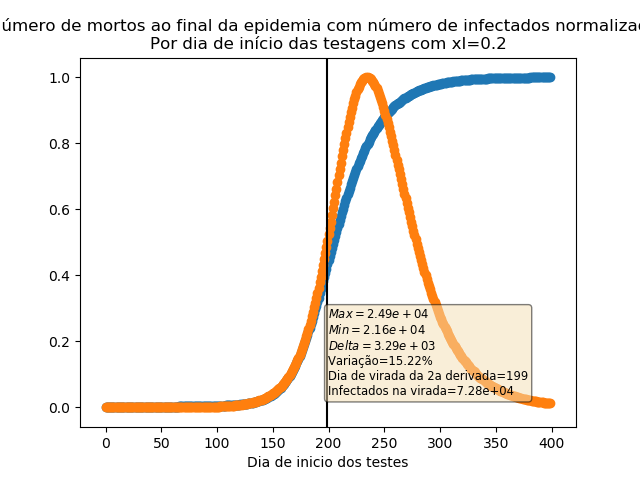 úmero de mortos ao final da epidemia com número de infectados normaliza
Por dia de início das testagens com xl=0.2
1.0
0.8
0.6
0.4
0.2
0.0
Max = 2.49e + 04
Min = 2.16e + 04
Delta = 3.29e + 03
Variação=15.22%
Dia de virada da 2a derivada=199
Infectados na virada=7.28e+04
0 50 100 150 200 250 300 350 400
Dia de inicio dos testes